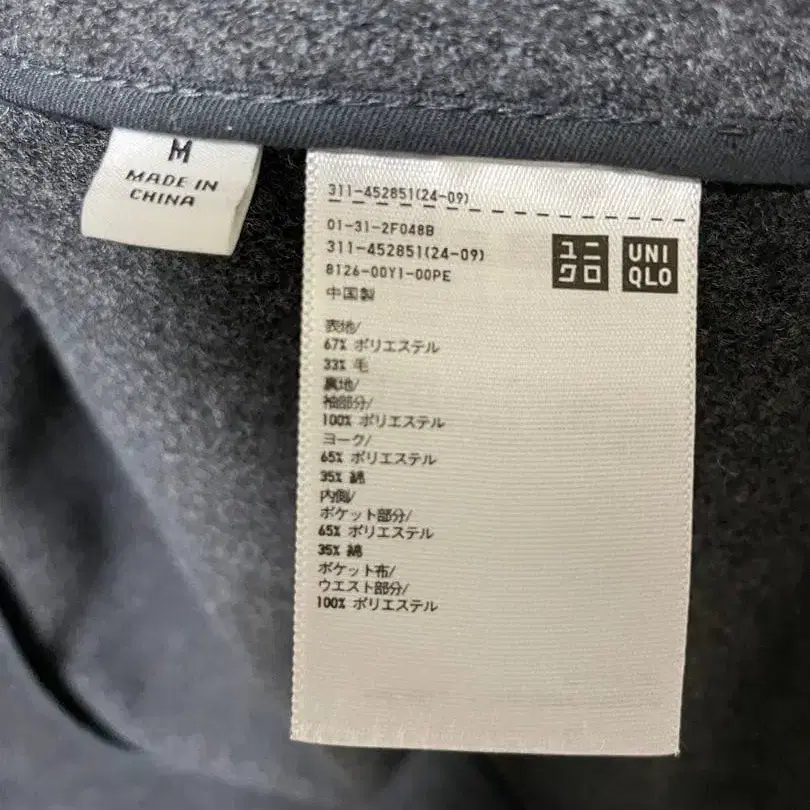 M
MADE IN
CHINA
311-452851(24-09)
01-31-2F048B
311-452851(24-09)
8126-00Y1-00PE
中国製
ユニ
クロ
UNI
QLO
表地/
67% ポリエステル
33% 毛
裏地/
袖部分/
100% ポリエステル
ヨーク/
65% ポリエステル
35% 綿
内側/
ポケット部分/
65% ポリエステル
35% 綿
ポケット布/
ウエスト部分/
100% ポリエステル